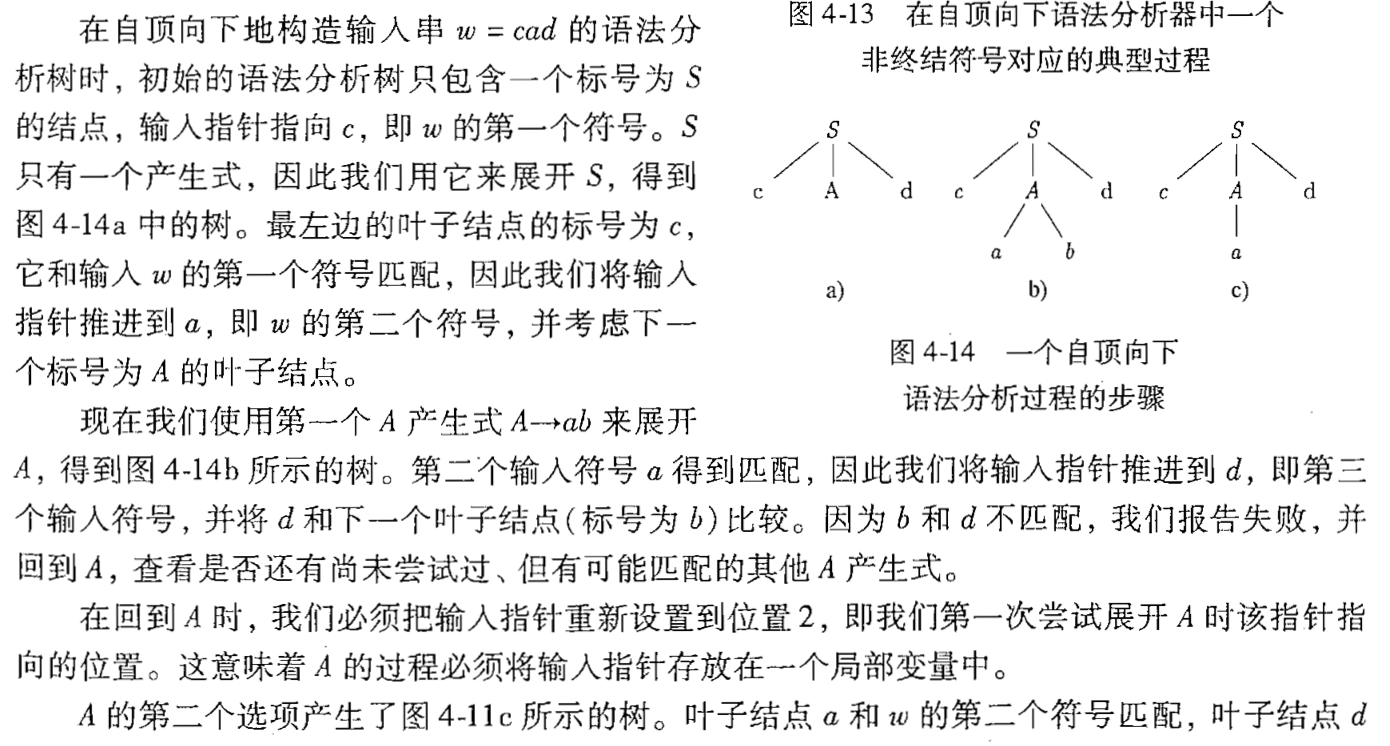 在自顶向下地构造输入串 w = cad 的语法分
析树时，初始的语法分析树只包含一个标号为 S
的结点，输入指针指向 c，即 w 的第一个符号。S
只有一个产生式，因此我们用它来展开 S，得到
图 4-14a 中的树。最左边的叶子结点的标号为 c，
它和输入 w 的第一个符号匹配，因此我们将输入
指针推进到 a，即 w 的第二个符号，并考虑下一
个标号为 A 的叶子结点。
图 4-13 在自顶向下语法分析器中一个
非终结符号对应的典型过程
S S S
c A d c A d c A d
a b a
a) b) c)
图 4-14 一个自顶向下
语法分析过程的步骤
现在我们使用第一个 A 产生式 A→ab 来展开
A，得到图 4-14b 所示的树。第二个输入符号 a 得到匹配，因此我们将输入指针推进到 d，即第三
个输入符号，并将 d 和下一个叶子结点(标号为 b)比较。因为 b 和 d 不匹配，我们报告失败，并
回到 A，查看是否还有尚未尝试过、但有可能匹配的其他 A 产生式。
在回到 A 时，我们必须把输入指针重新设置到位置 2，即我们第一次尝试展开 A 时该指针指
向的位置。这意味着 A 的过程必须将输入指针存放在一个局部变量中。
A 的第二个选项产生了图 4-11c 所示的树。叶子结点 a 和 w 的第二个符号匹配，叶子结点 d